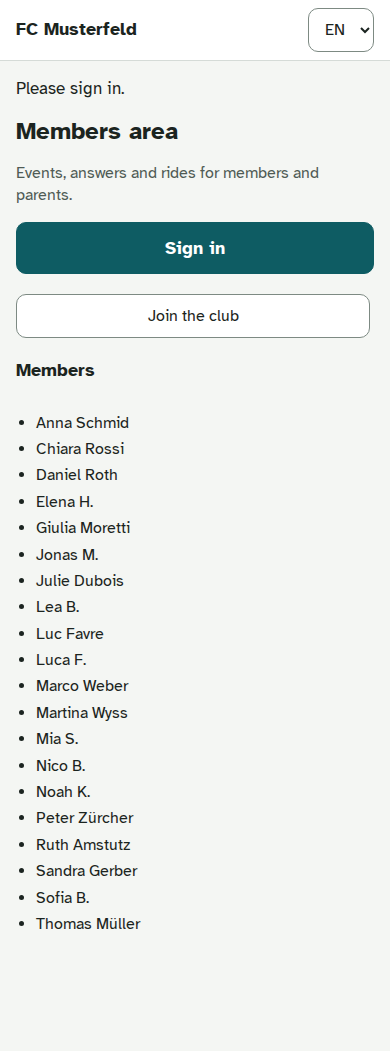 FC Musterfeld
EN
Please sign in.
Members area
Events, answers and rides for members and
parents.
Sign in
Join the club
Members
Anna Schmid
Chiara Rossi
Daniel Roth
Elena H.
Giulia Moretti
Jonas M.
Julie Dubois
Lea B.
Luc Favre
Luca F.
Marco Weber
Martina Wyss
Mia S.
Nico B.
Noah K.
Peter Zürcher
Ruth Amstutz
Sandra Gerber
Sofia B.
Thomas Müller